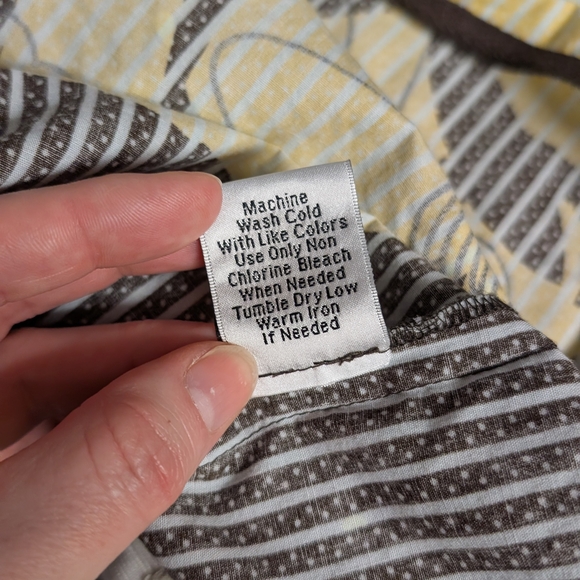 Machine
Wash Cold
With Like Colors
Use Only Non
Chlorine Bleach
When Needed
Tumble Dry Low
Warm Iron
If Needed